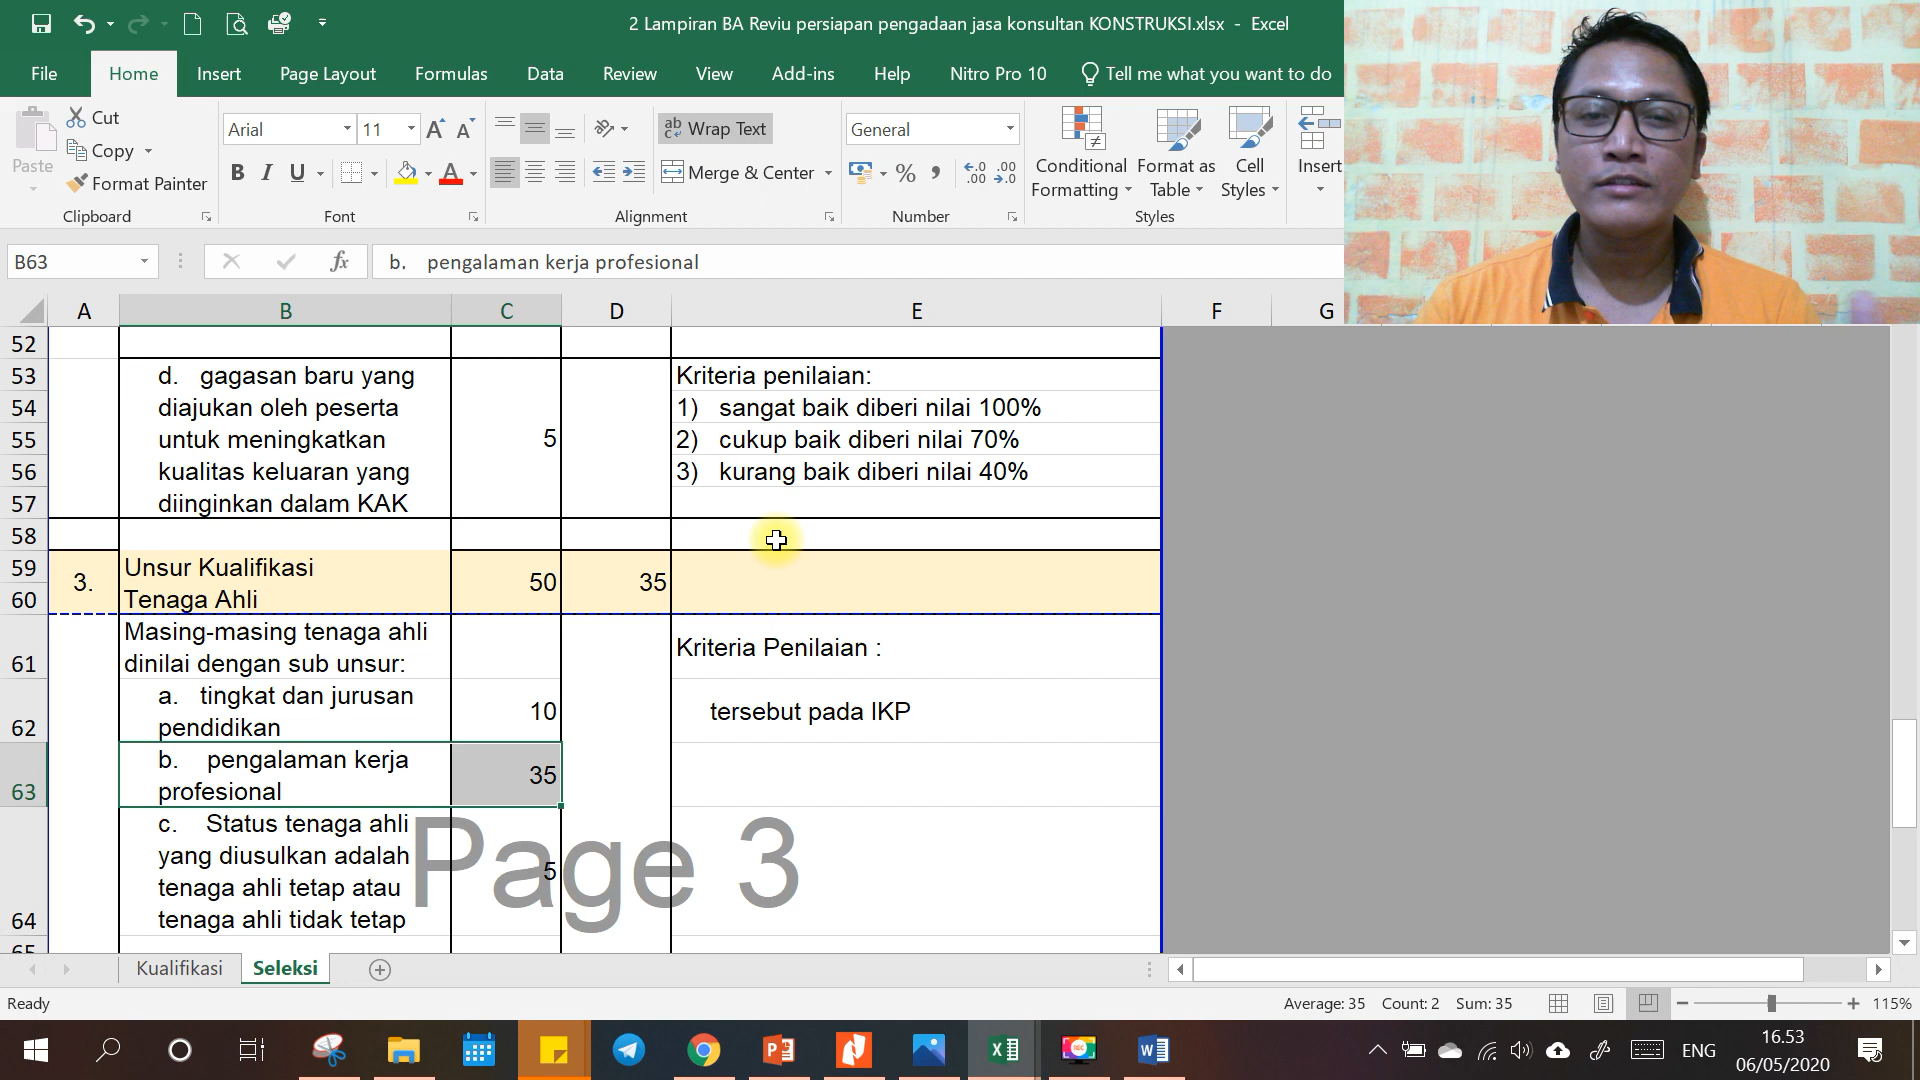 2 Lampiran BA Reviu persiapan pengadaan jasa konsultan KONSTRUKSI.xlsx - Excel
File Home Insert Page Layout Formulas Data Review View Add-ins Help Nitro Pro 10 Tell me what you want to do
Paste
Cut
Copy
Format Painter
Clipboard
Arial 11
B I U
Font
Wrap Text
Merge & Center
Alignment
General
Number
Conditional Formatting
Format as Table
Cell Styles
Styles
Insert
B63
fx
b. pengalaman kerja profesional
A B C D E F G
52
53 d. gagasan baru yang Kriteria penilaian:
54 diajukan oleh peserta 1) sangat baik diberi nilai 100%
55 untuk meningkatkan 5 2) cukup baik diberi nilai 70%
56 kualitas keluaran yang 3) kurang baik diberi nilai 40%
57 diinginkan dalam KAK
58
59 3. Unsur Kualifikasi 50 35
60 Tenaga Ahli
Masing-masing tenaga ahli
61 dinilai dengan sub unsur: Kriteria Penilaian :
a. tingkat dan jurusan
62 pendidikan 10 tersebut pada IKP
b. pengalaman kerja
63 profesional 35
c. Status tenaga ahli
yang diusulkan adalah 5
tenaga ahli tetap atau
64 tenaga ahli tidak tetap
Page 3
65
Kualifikasi Seleksi
Ready Average: 35 Count: 2 Sum: 35 115%
ENG
16.53
06/05/2020